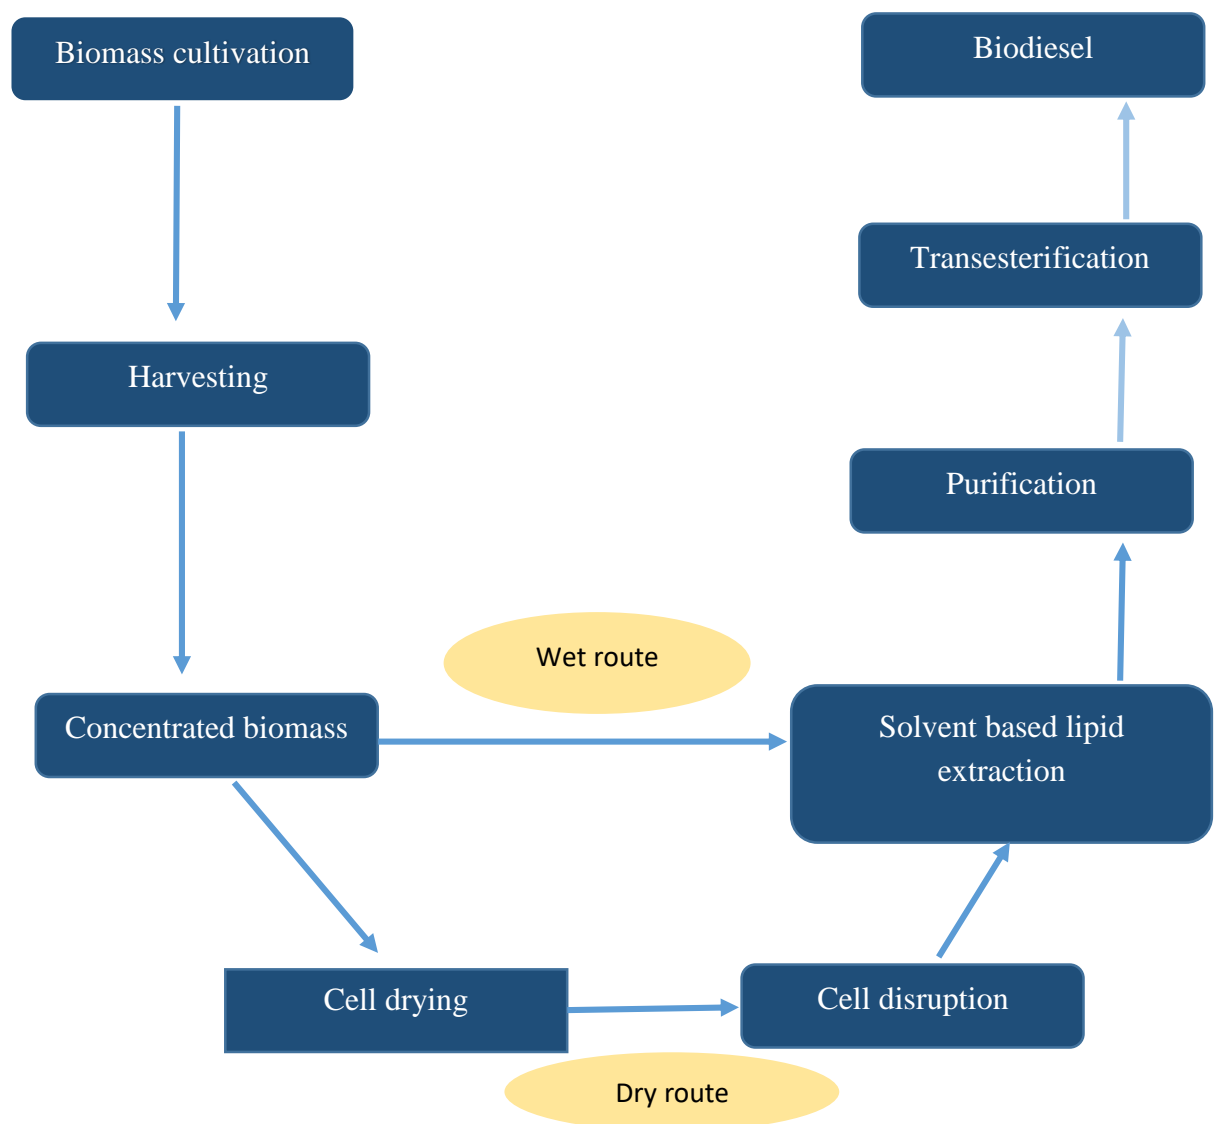 Biomass cultivation
Biodiesel
Transesterification
Harvesting
Purification
Wet route
Concentrated biomass
Solvent based lipid
extraction
Cell drying
Cell disruption
Dry route